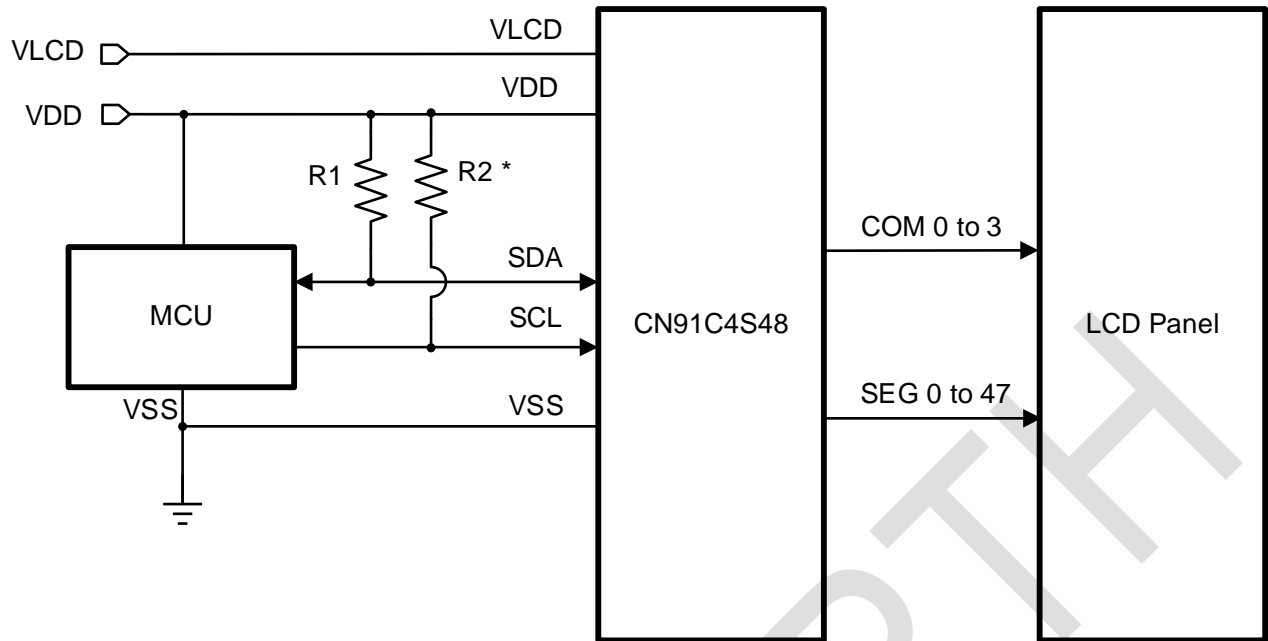 VLCD
VLCD
VDD
VDD
R1
R2 *
COM 0 to 3
SDA
MCU
SCL
CN91C4S48
LCD Panel
SEG 0 to 47
VSS
VSS